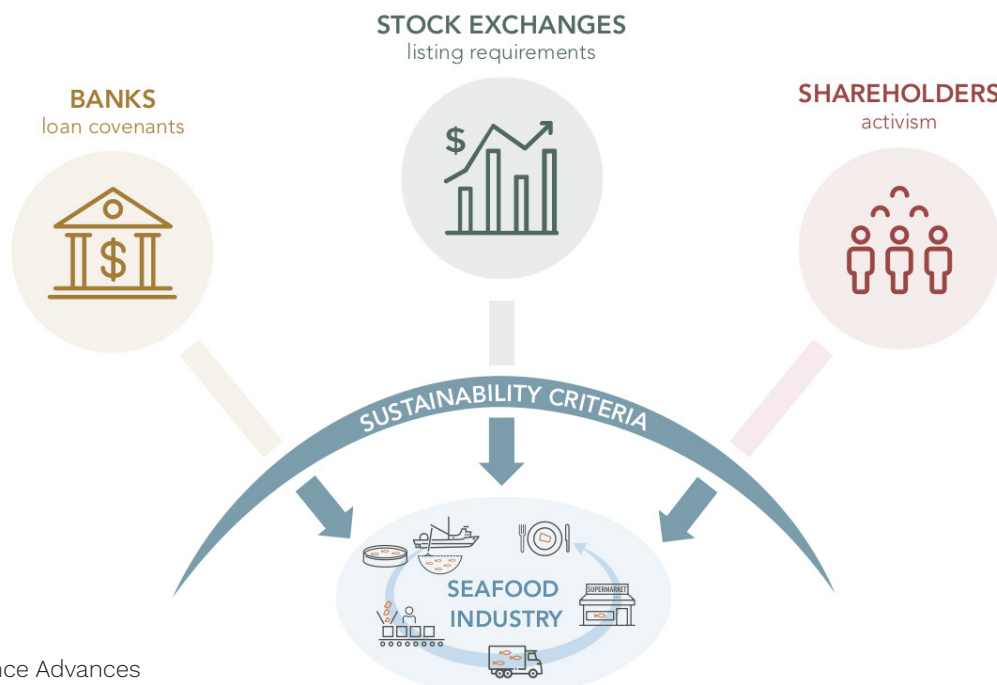 STOCK EXCHANGES
listing requirements
BANKS
loan covenants
SHAREHOLDERS
activism
$
$
SUSTAINABILITY CRITERIA
SEAFOOD
INDUSTRY
SUPERMARKET
nce Advances